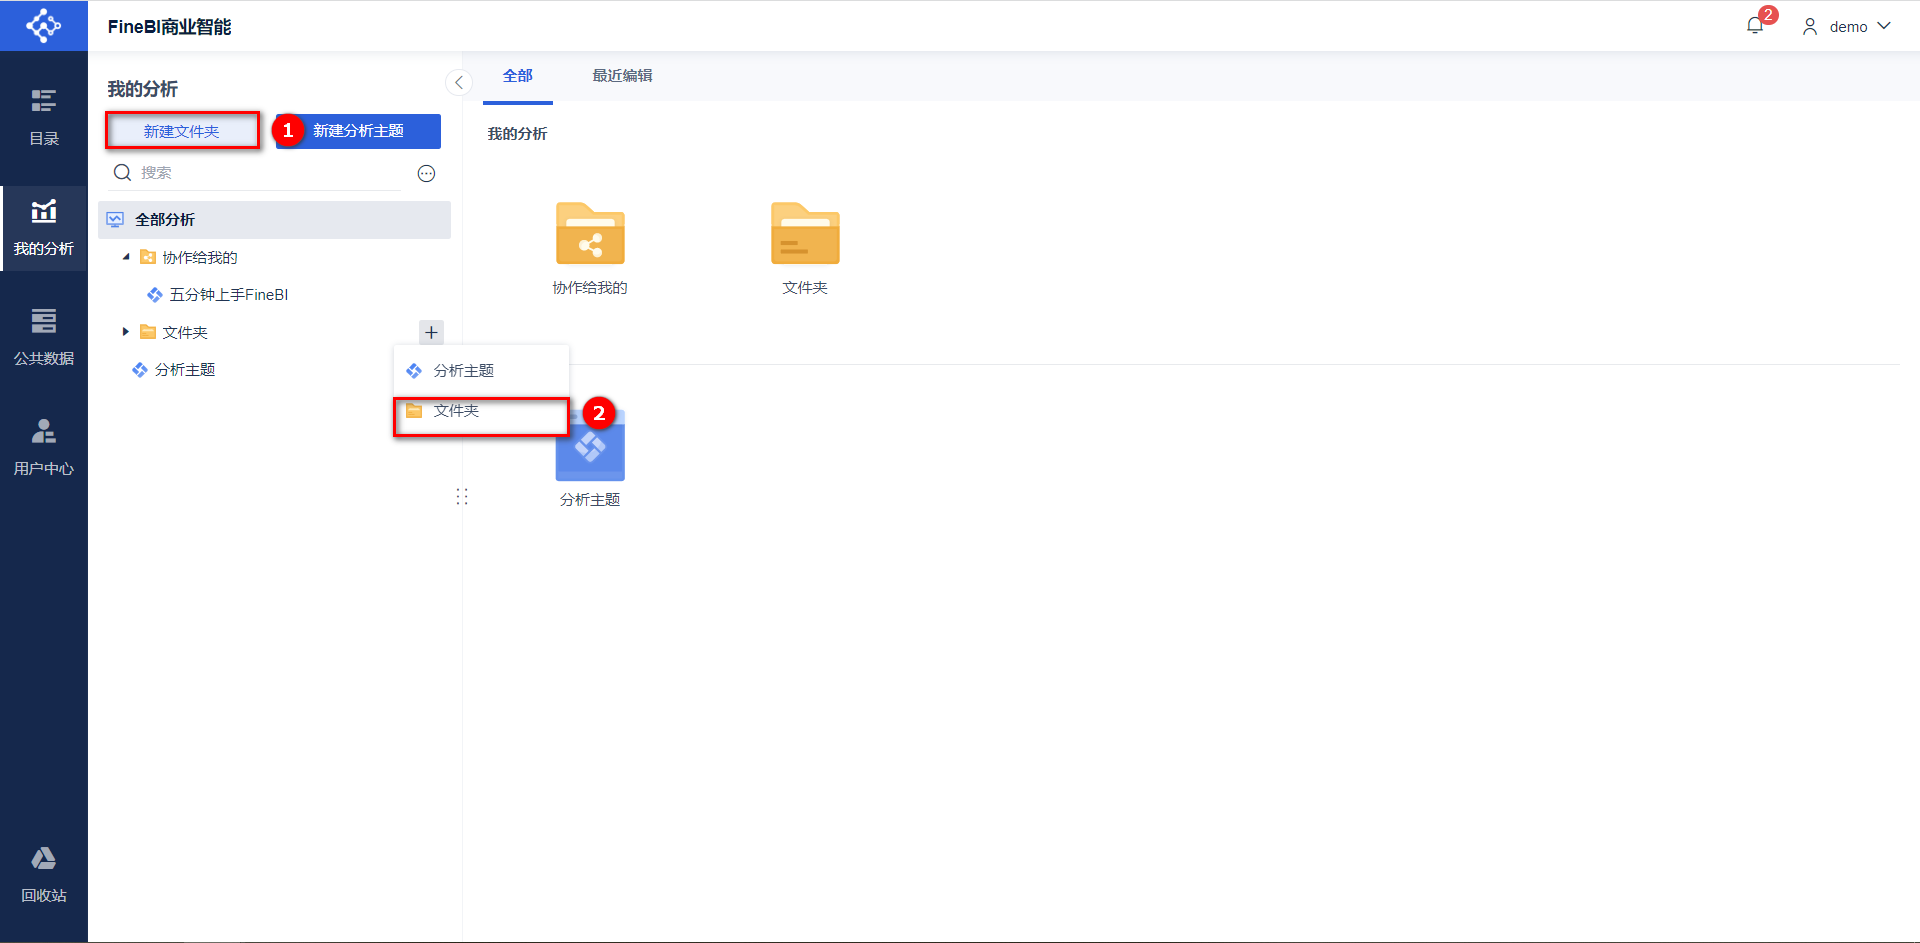 FineBI商业智能
2
demo
目录
我的分析
公共数据
用户中心
回收站
我的分析
新建文件夹
1
新建分析主题
搜索
全部分析
协作给我的
五分钟上手FineBI
文件夹
分析主题
分析主题
文件夹
2
全部
最近编辑
我的分析
协作给我的
文件夹
分析主题